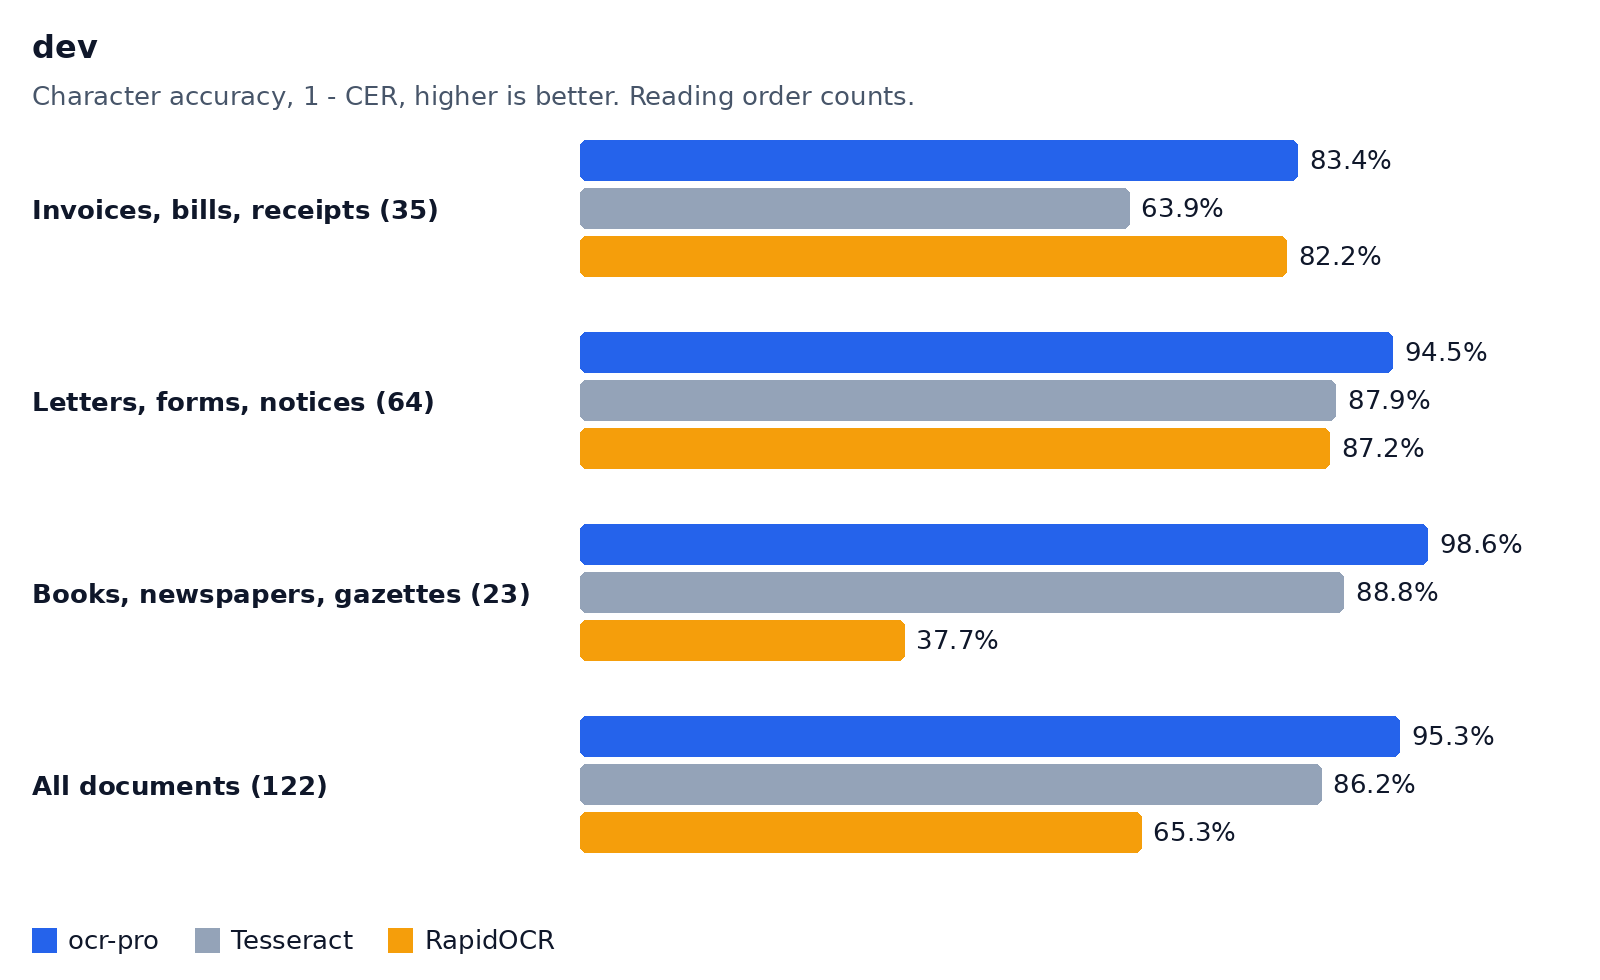 dev
Character accuracy, 1 - CER, higher is better. Reading order counts.
Invoices, bills, receipts (35)
83.4%
63.9%
82.2%
Letters, forms, notices (64)
94.5%
87.9%
87.2%
Books, newspapers, gazettes (23)
98.6%
88.8%
37.7%
All documents (122)
95.3%
86.2%
65.3%
ocr-pro Tesseract RapidOCR